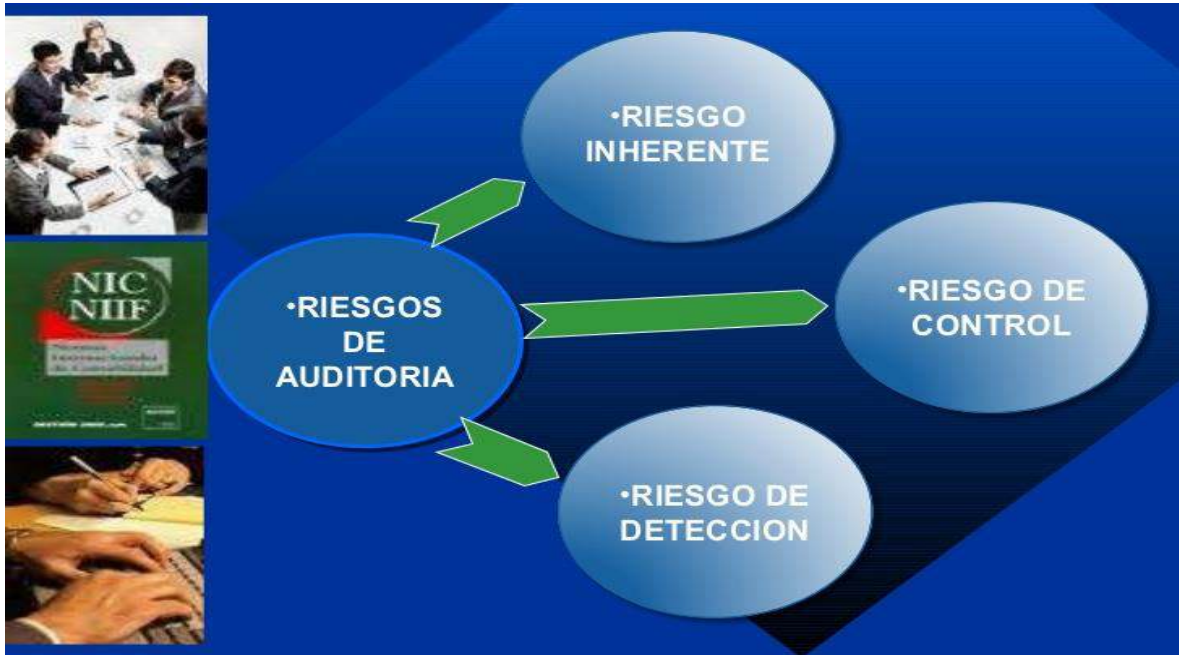 •RIESGO
INHERENTE
NIC
NIIF
•RIESGOS
DE
AUDITORIA
•RIESGO DE
CONTROL
•RIESGO DE
DETECCION